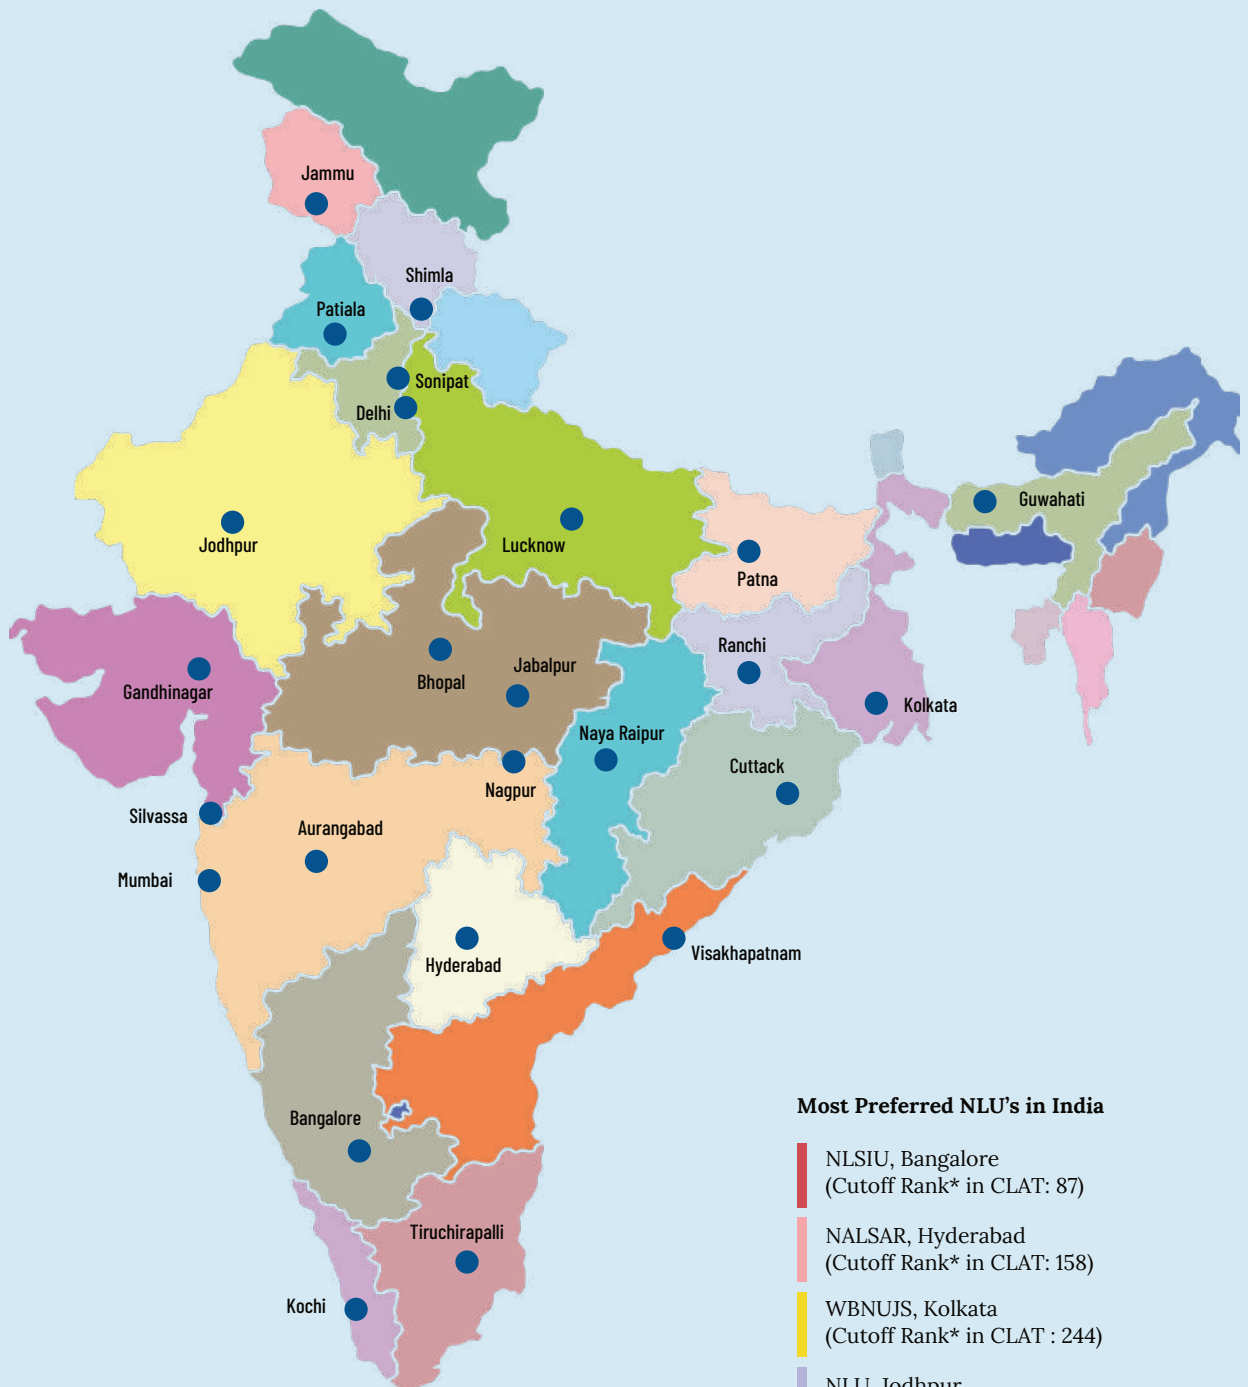 Jammu
Shimla
Patiala
Sonipat
Delhi
Guwahati
Jodhpur
Lucknow
Patna
Ranchi
Jabalpur
Bhopal
Gandhinagar
Kolkata
Naya Raipur
Cuttack
Nagpur
Silvassa
Aurangabad
Mumbai
Visakhapatnam
Hyderabad
Bangalore
Tiruchirapalli
Kochi
Most Preferred NLU's in India
NLSIU, Bangalore
(Cutoff Rank* in CLAT: 87)
NALSAR, Hyderabad
(Cutoff Rank* in CLAT: 158)
WBNUJS, Kolkata
(Cutoff Rank* in CLAT : 244)
NLU, Jodhpur